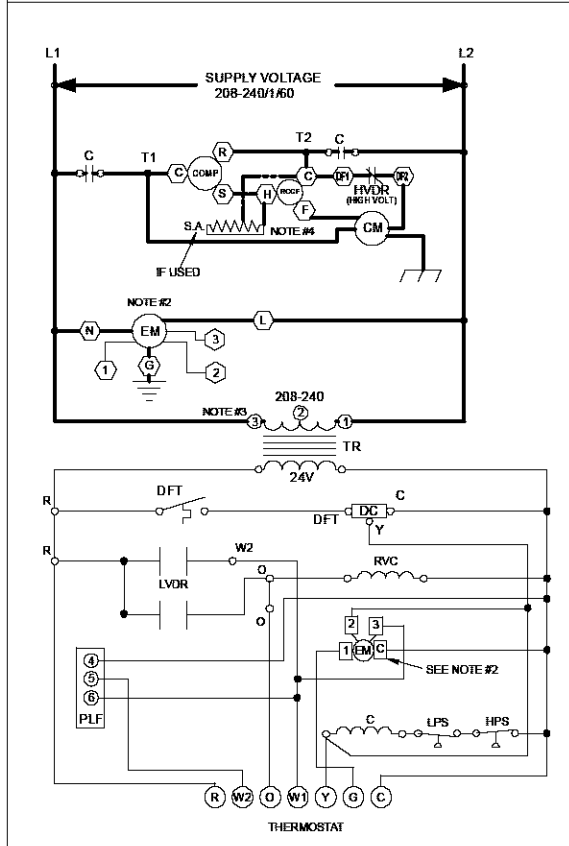 L1 L2
SUPPLY VOLTAGE
208-240/1/60
C T1 C COMP R T2 C
S H RCCF C DF1 DF2
HVDR
(HIGH VOLT)
F
S.A. NOTE #4 CM
IF USED
NOTE #2
N EM L
3
1 G 2
208-240
NOTE #3 3 2 1
TR
24V
R DFT DFT DC C
Y
R W2
LVDR O RVC
O
2 3
1 EM C
SEE NOTE #2
4
5
6
PLF
C LPS HPS
R W2 O W1 Y G C
THERMOSTAT